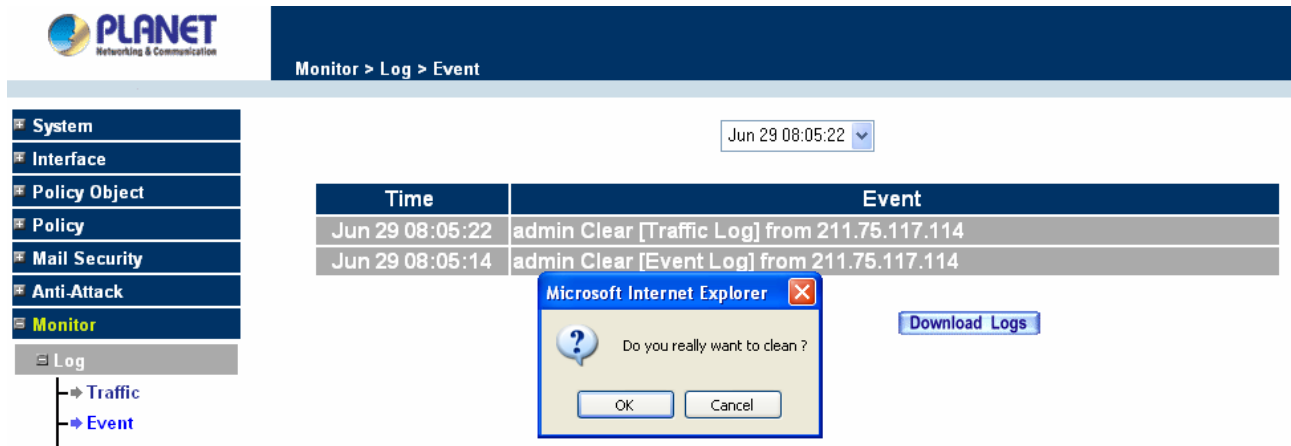 PLANET
Networking & Communication
Monitor > Log > Event
System
Interface
Policy Object
Policy
Mail Security
Anti-Attack
Monitor
Log
Traffic
Event
Jun 29 08:05:22
Time Event
Jun 29 08:05:22 admin Clear [Traffic Log] from 211.75.117.114
Jun 29 08:05:14 admin Clear [Event Log] from 211.75.117.114
Microsoft Internet Explorer
Do you really want to clean ?
OK Cancel
Download Logs